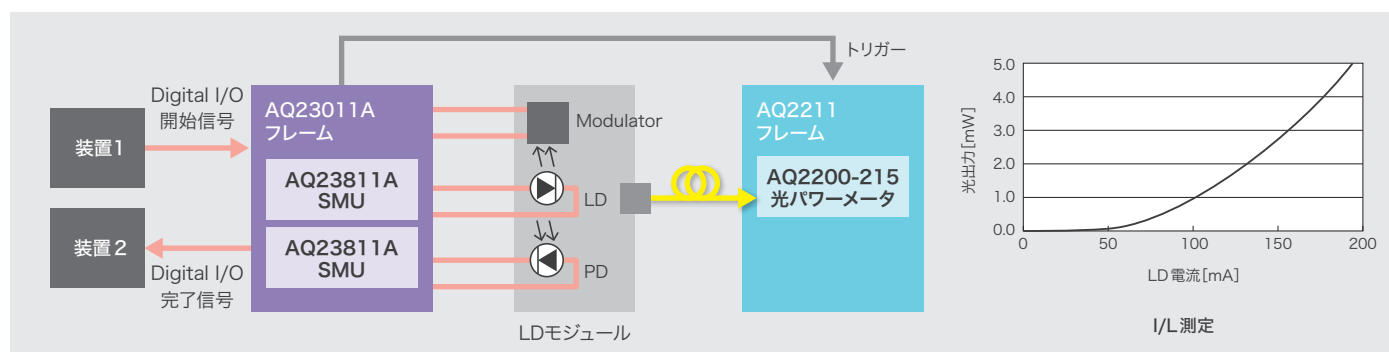 トリガー
Digital I/O
開始信号
装置1
装置2
Digital I/O
完了信号
AQ23011A
フレーム
AQ23811A
SMU
AQ23811A
SMU
Modulator
LD
PD
LDモジュール
AQ2211
フレーム
AQ2200-215
光パワーメータ
光出力[mW]
5.0
4.0
3.0
2.0
1.0
0.0
0
50
100
150
200
LD電流[mA]
I/L測定